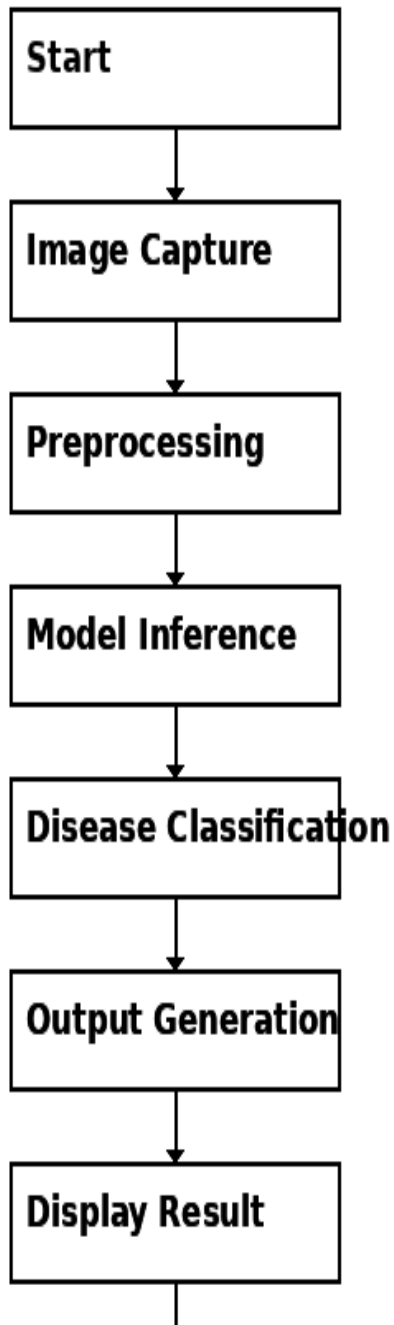 Start
Image Capture
Preprocessing
Model Inference
Disease Classification
Output Generation
Display Result